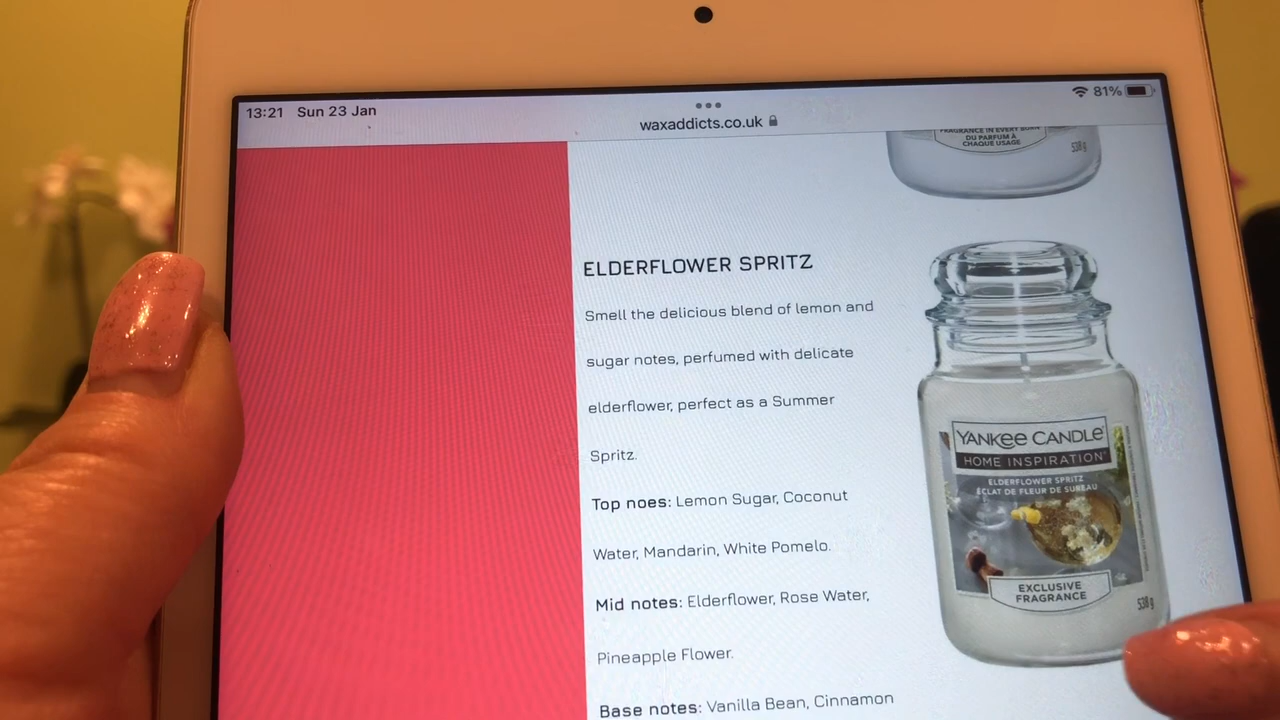 13:21 Sun 23 Jan
81%
waxaddicts.co.uk
FRAGRANCE IN EVERY BURN
DU PARFUM À
CHAQUE USAGE
538 g
ELDERFLOWER SPRITZ
Smell the delicious blend of lemon and
sugar notes, perfumed with delicate
elderflower, perfect as a Summer
Spritz.
Top noes: Lemon Sugar, Coconut
Water, Mandarin, White Pomelo.
Mid notes: Elderflower, Rose Water,
Pineapple Flower.
Base notes: Vanilla Bean, Cinnamon
YANKEE CANDLE
HOME INSPIRATION
ELDERFLOWER SPRITZ
ÉCLAT DE FLEUR DE SUREAU
EXCLUSIVE
FRAGRANCE
538 g